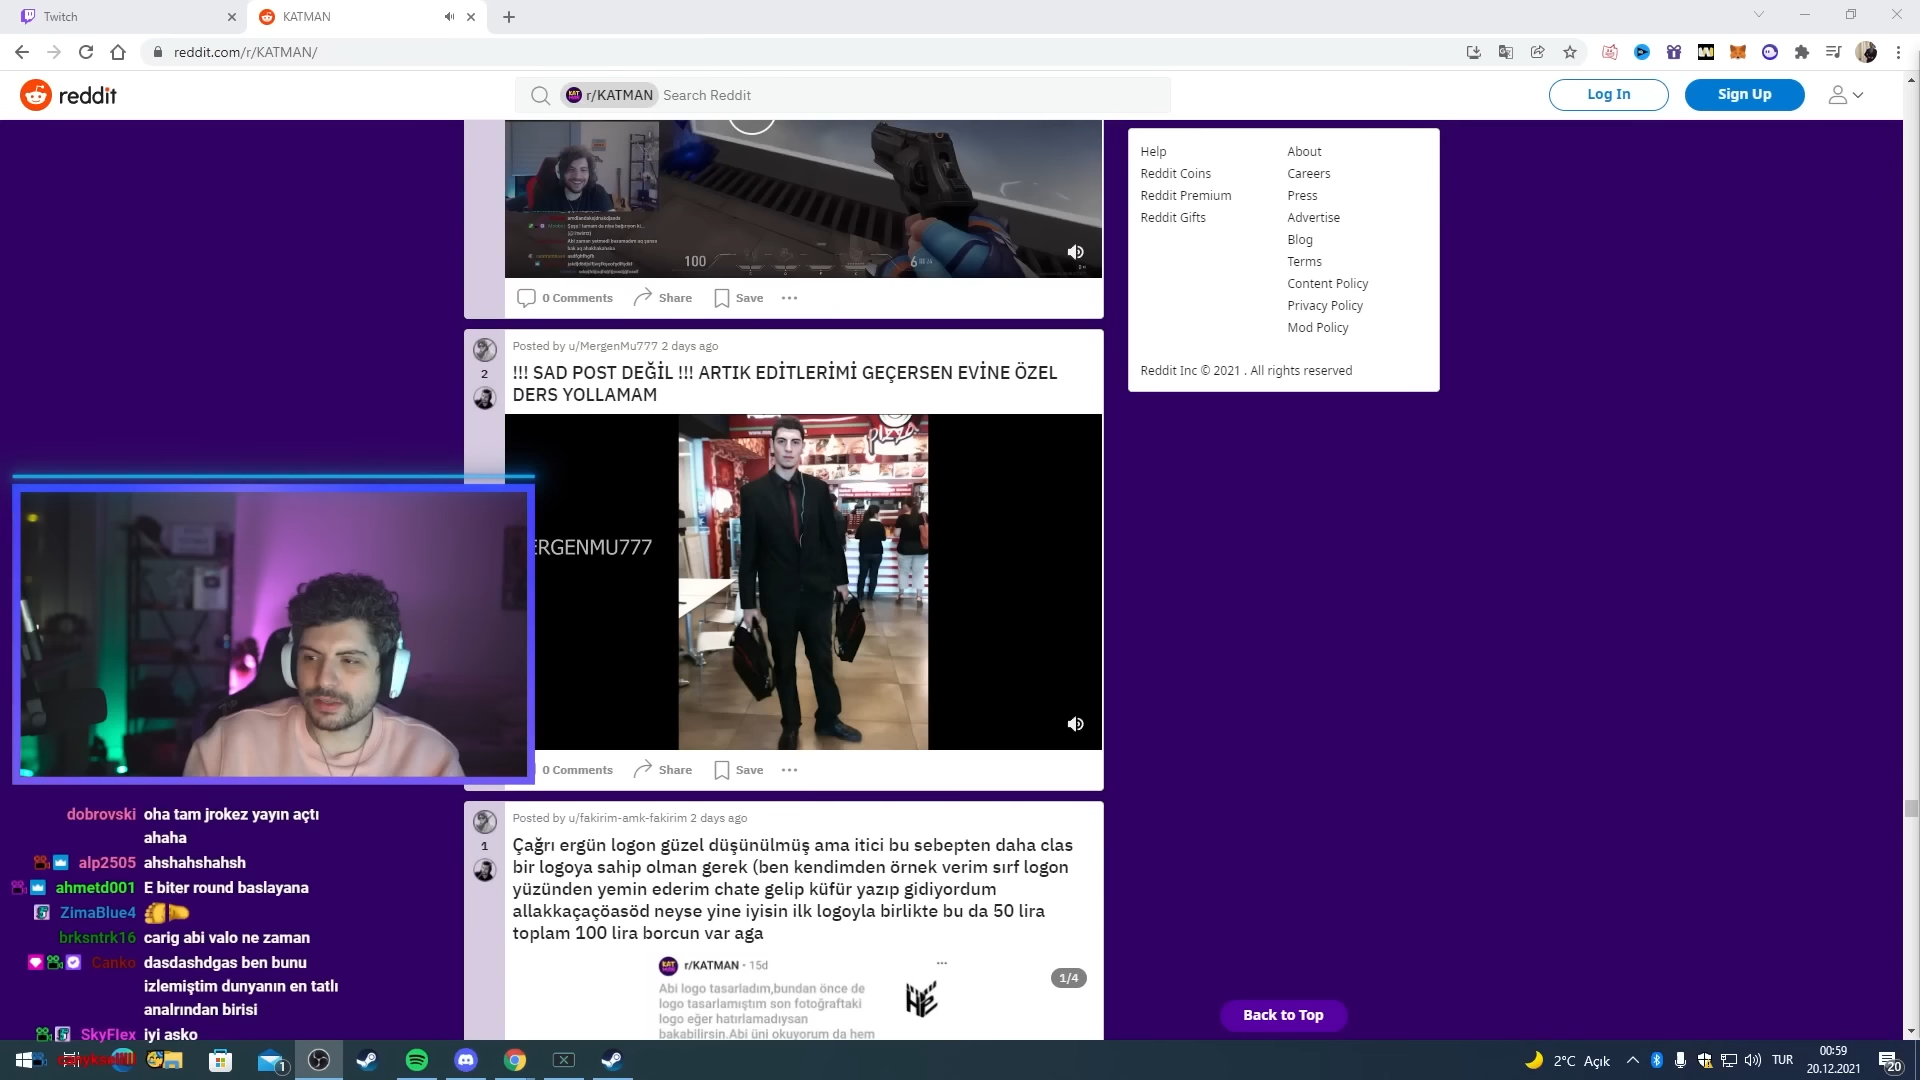 Twitch
KATMAN
reddit.com/r/KATMAN/
reddit
r/KATMAN
Search Reddit
Log In
Sign Up
Help
About
Reddit Coins
Careers
Reddit Premium
Press
Reddit Gifts
Advertise
Blog
Terms
Content Policy
Privacy Policy
Mod Policy
Reddit Inc © 2021 . All rights reserved
100
6
0 Comments
Share
Save
Posted by u/MergenMu777 2 days ago
2
!!! SAD POST DEĞİL !!! ARTIK EDİTLERİMİ GEÇERSEN EVİNE ÖZEL
DERS YOLLAMAM
ERGENMU777
0 Comments
Share
Save
Posted by u/fakirim-amk-fakirim 2 days ago
1
Çağrı ergün logon güzel düşünülmüş ama itici bu sebepten daha clas
bir logoya sahip olman gerek (ben kendimden örnek verim sırf logon
yüzünden yemin ederim chate gelip küfür yazıp gidiyordum
allakkaçaçöasöd neyse yine iyisin ilk logoyla birlikte bu da 50 lira
toplam 100 lira borcun var aga
r/KATMAN · 15d
1/4
Abi logo tasarladım,bundan önce de
logo tasarlamıştım son fotoğraftaki
logo eğer hatırlamadıysan
bakabilirsin.Abi üni okuyorum da hem
Back to Top
dobrovski oha tam jrokez yayın açtı
ahaha
alp2505 ahshahshahsh
ahmetd001 E biter round baslayana
ZimaBlue4
brksntrk16 carig abi valo ne zaman
Canko dasdashdgas ben bunu
izlemiştim dunyanın en tatlı
analrından birisi
SkyFlex iyi asko
1
2°C Açık
TUR
00:59
20.12.2021
20